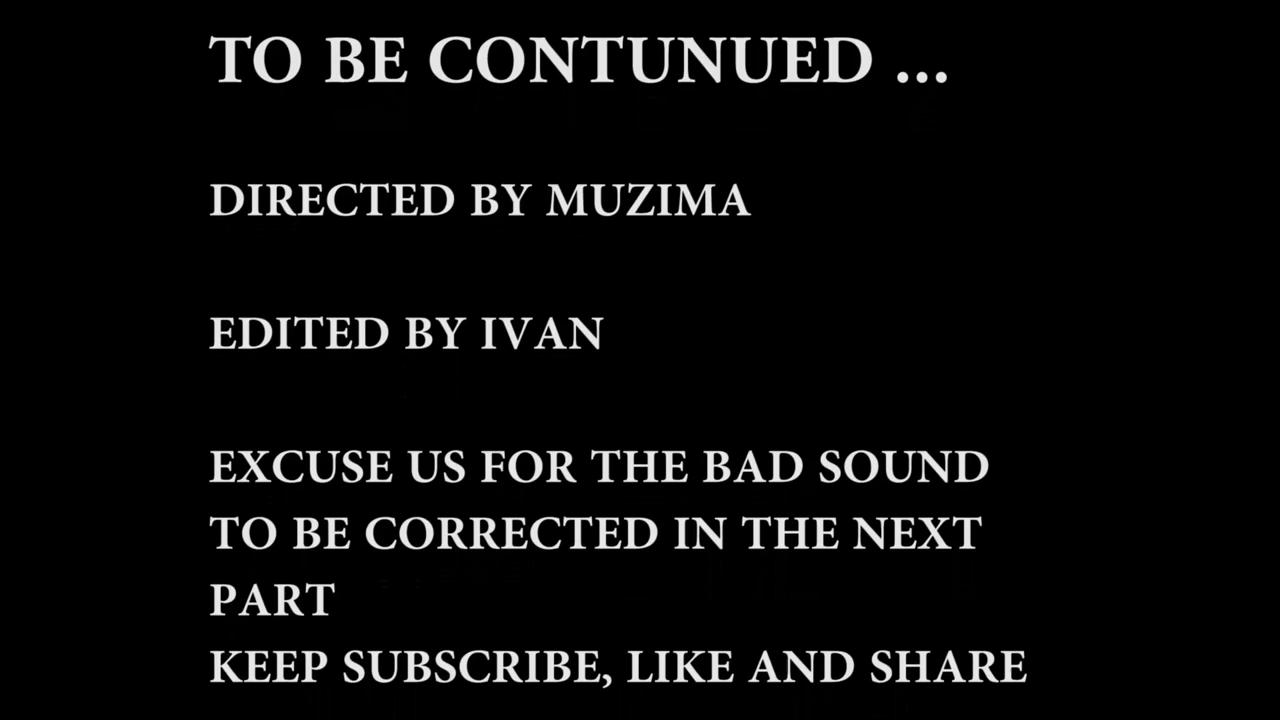 TO BE CONTUNUED ...
DIRECTED BY MUZIMA
EDITED BY IVAN
EXCUSE US FOR THE BAD SOUND
TO BE CORRECTED IN THE NEXT
PART
KEEP SUBSCRIBE, LIKE AND SHARE